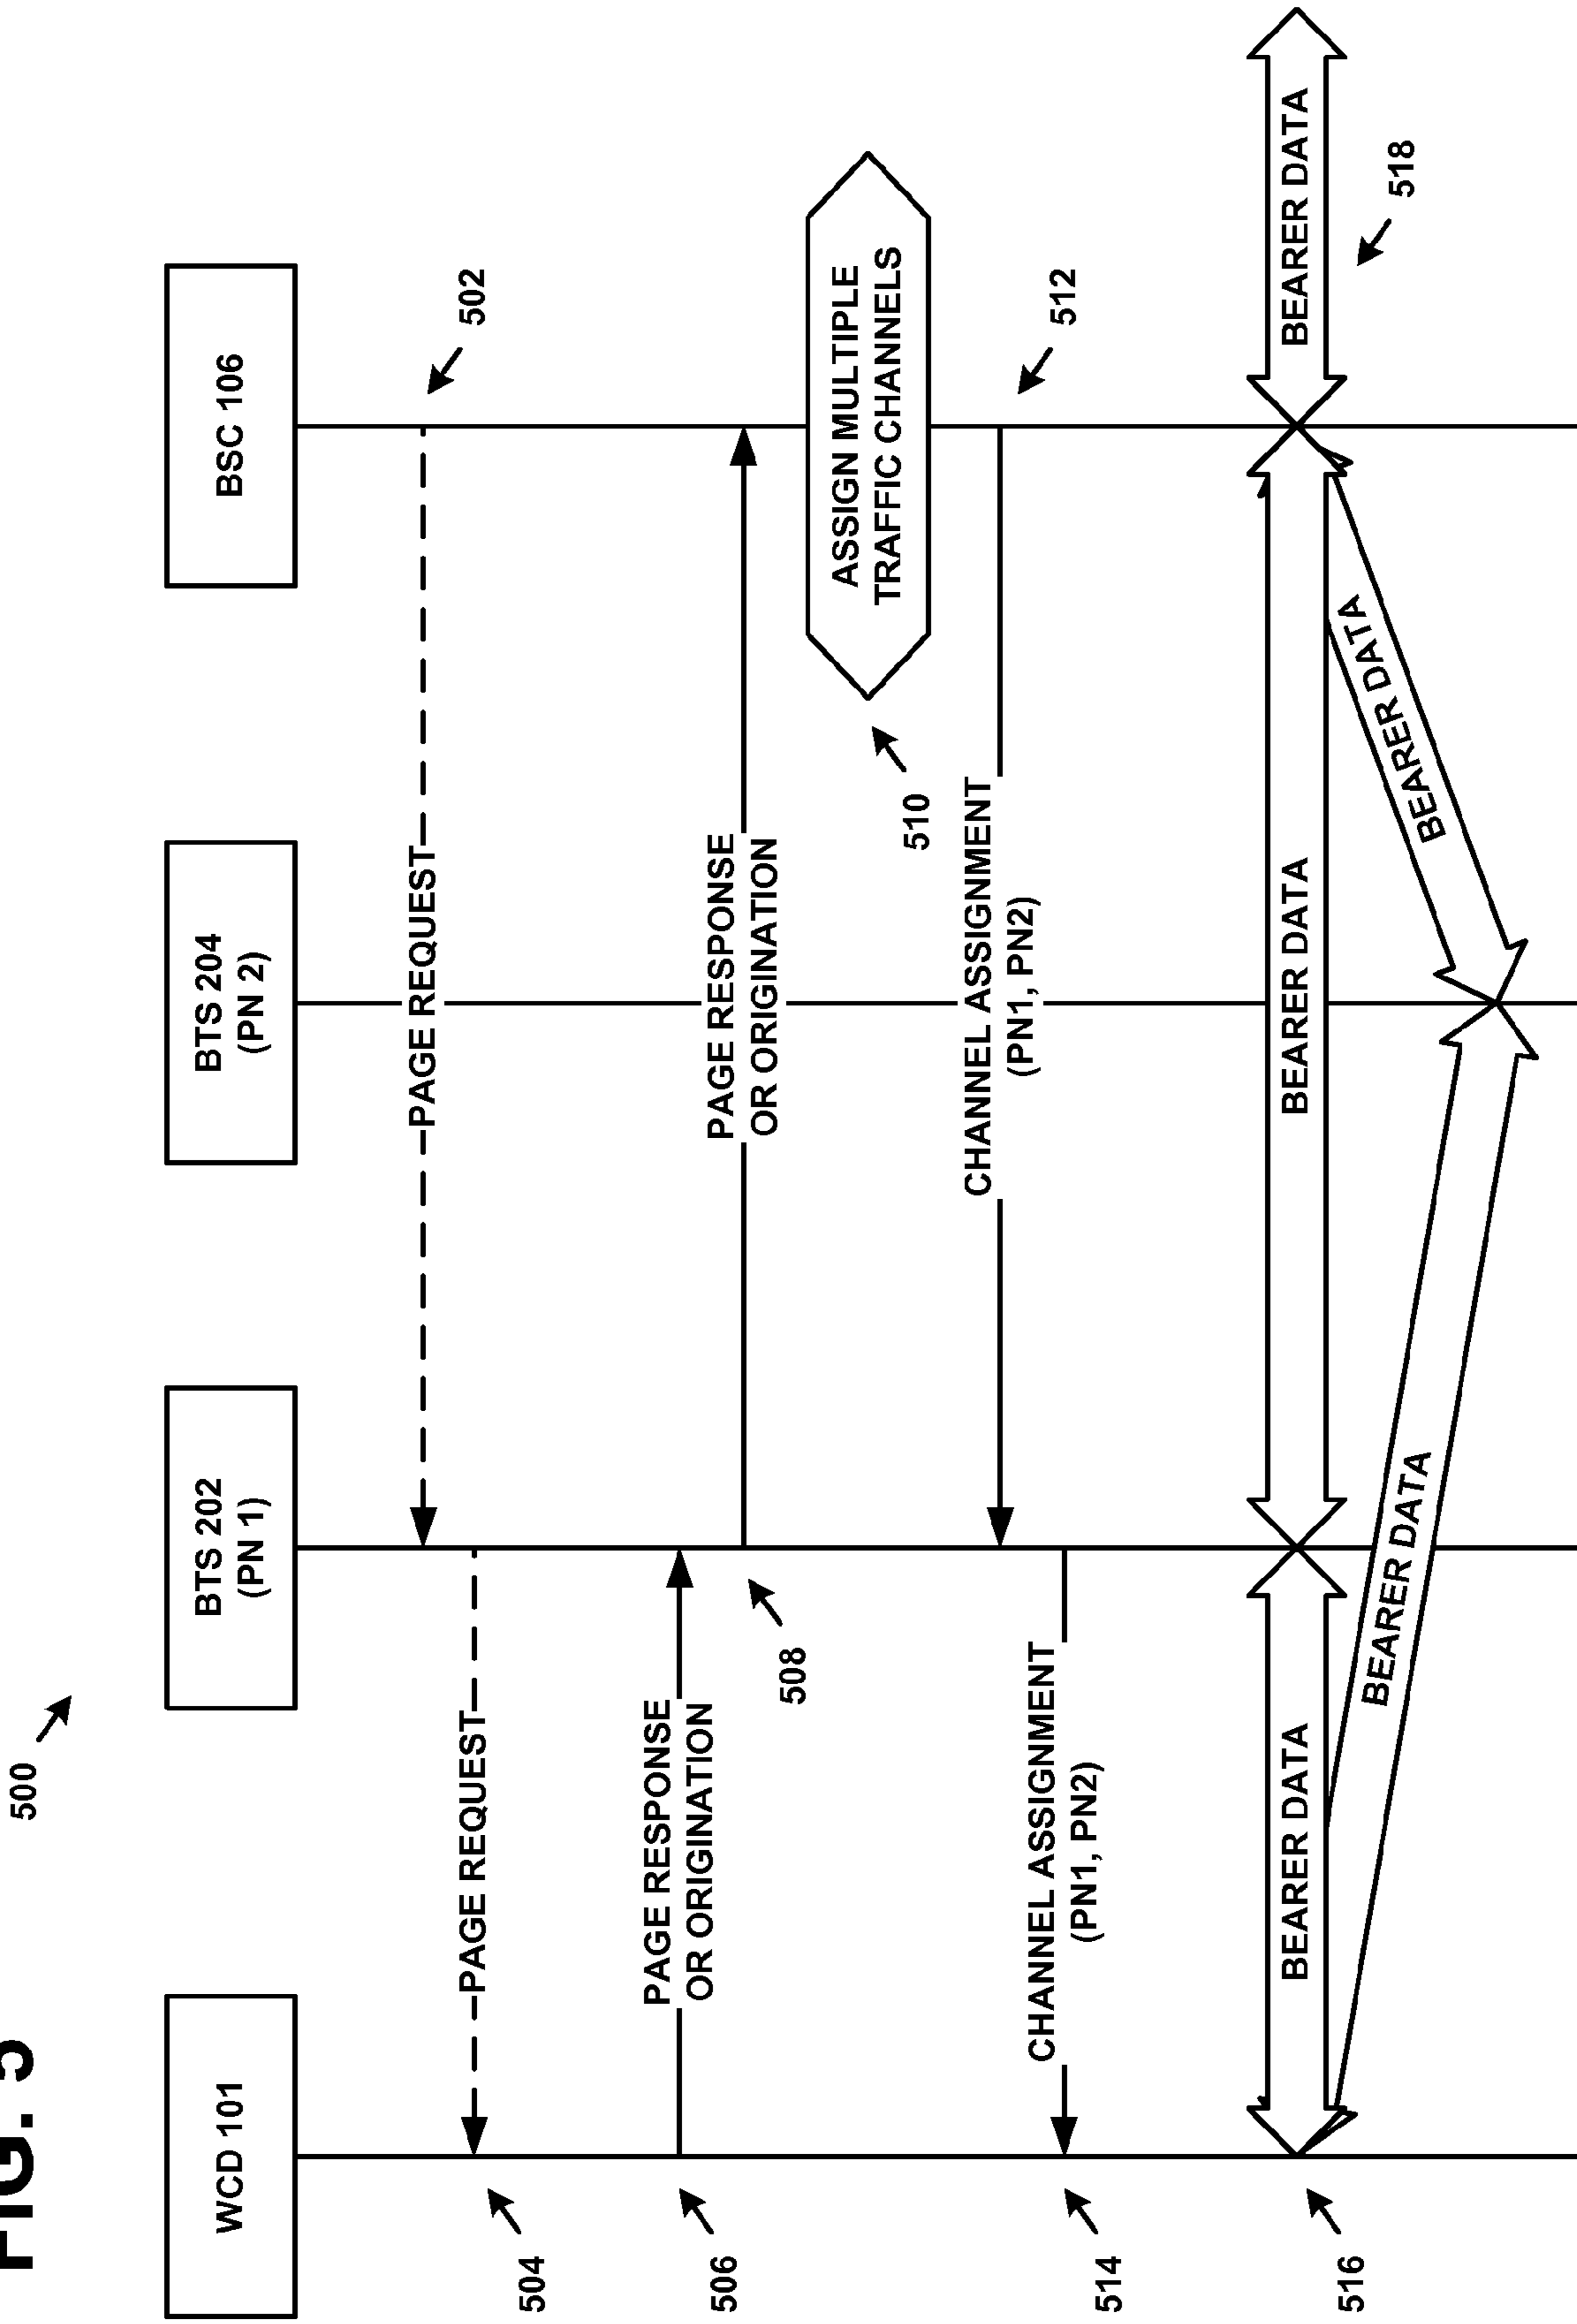 FIG. 5
500
WCD 101
BTS 202
(PN 1)
BTS 204
(PN 2)
BSC 106
PAGE REQUEST
502
504
PAGE REQUEST
506
PAGE RESPONSE
OR ORIGINATION
508
PAGE RESPONSE
OR ORIGINATION
510
ASSIGN MULTIPLE
TRAFFIC CHANNELS
CHANNEL ASSIGNMENT
(PN1, PN2)
512
514
CHANNEL ASSIGNMENT
(PN1, PN2)
516
BEARER DATA
BEARER DATA
BEARER DATA
518
BEARER DATA
BEARER DATA